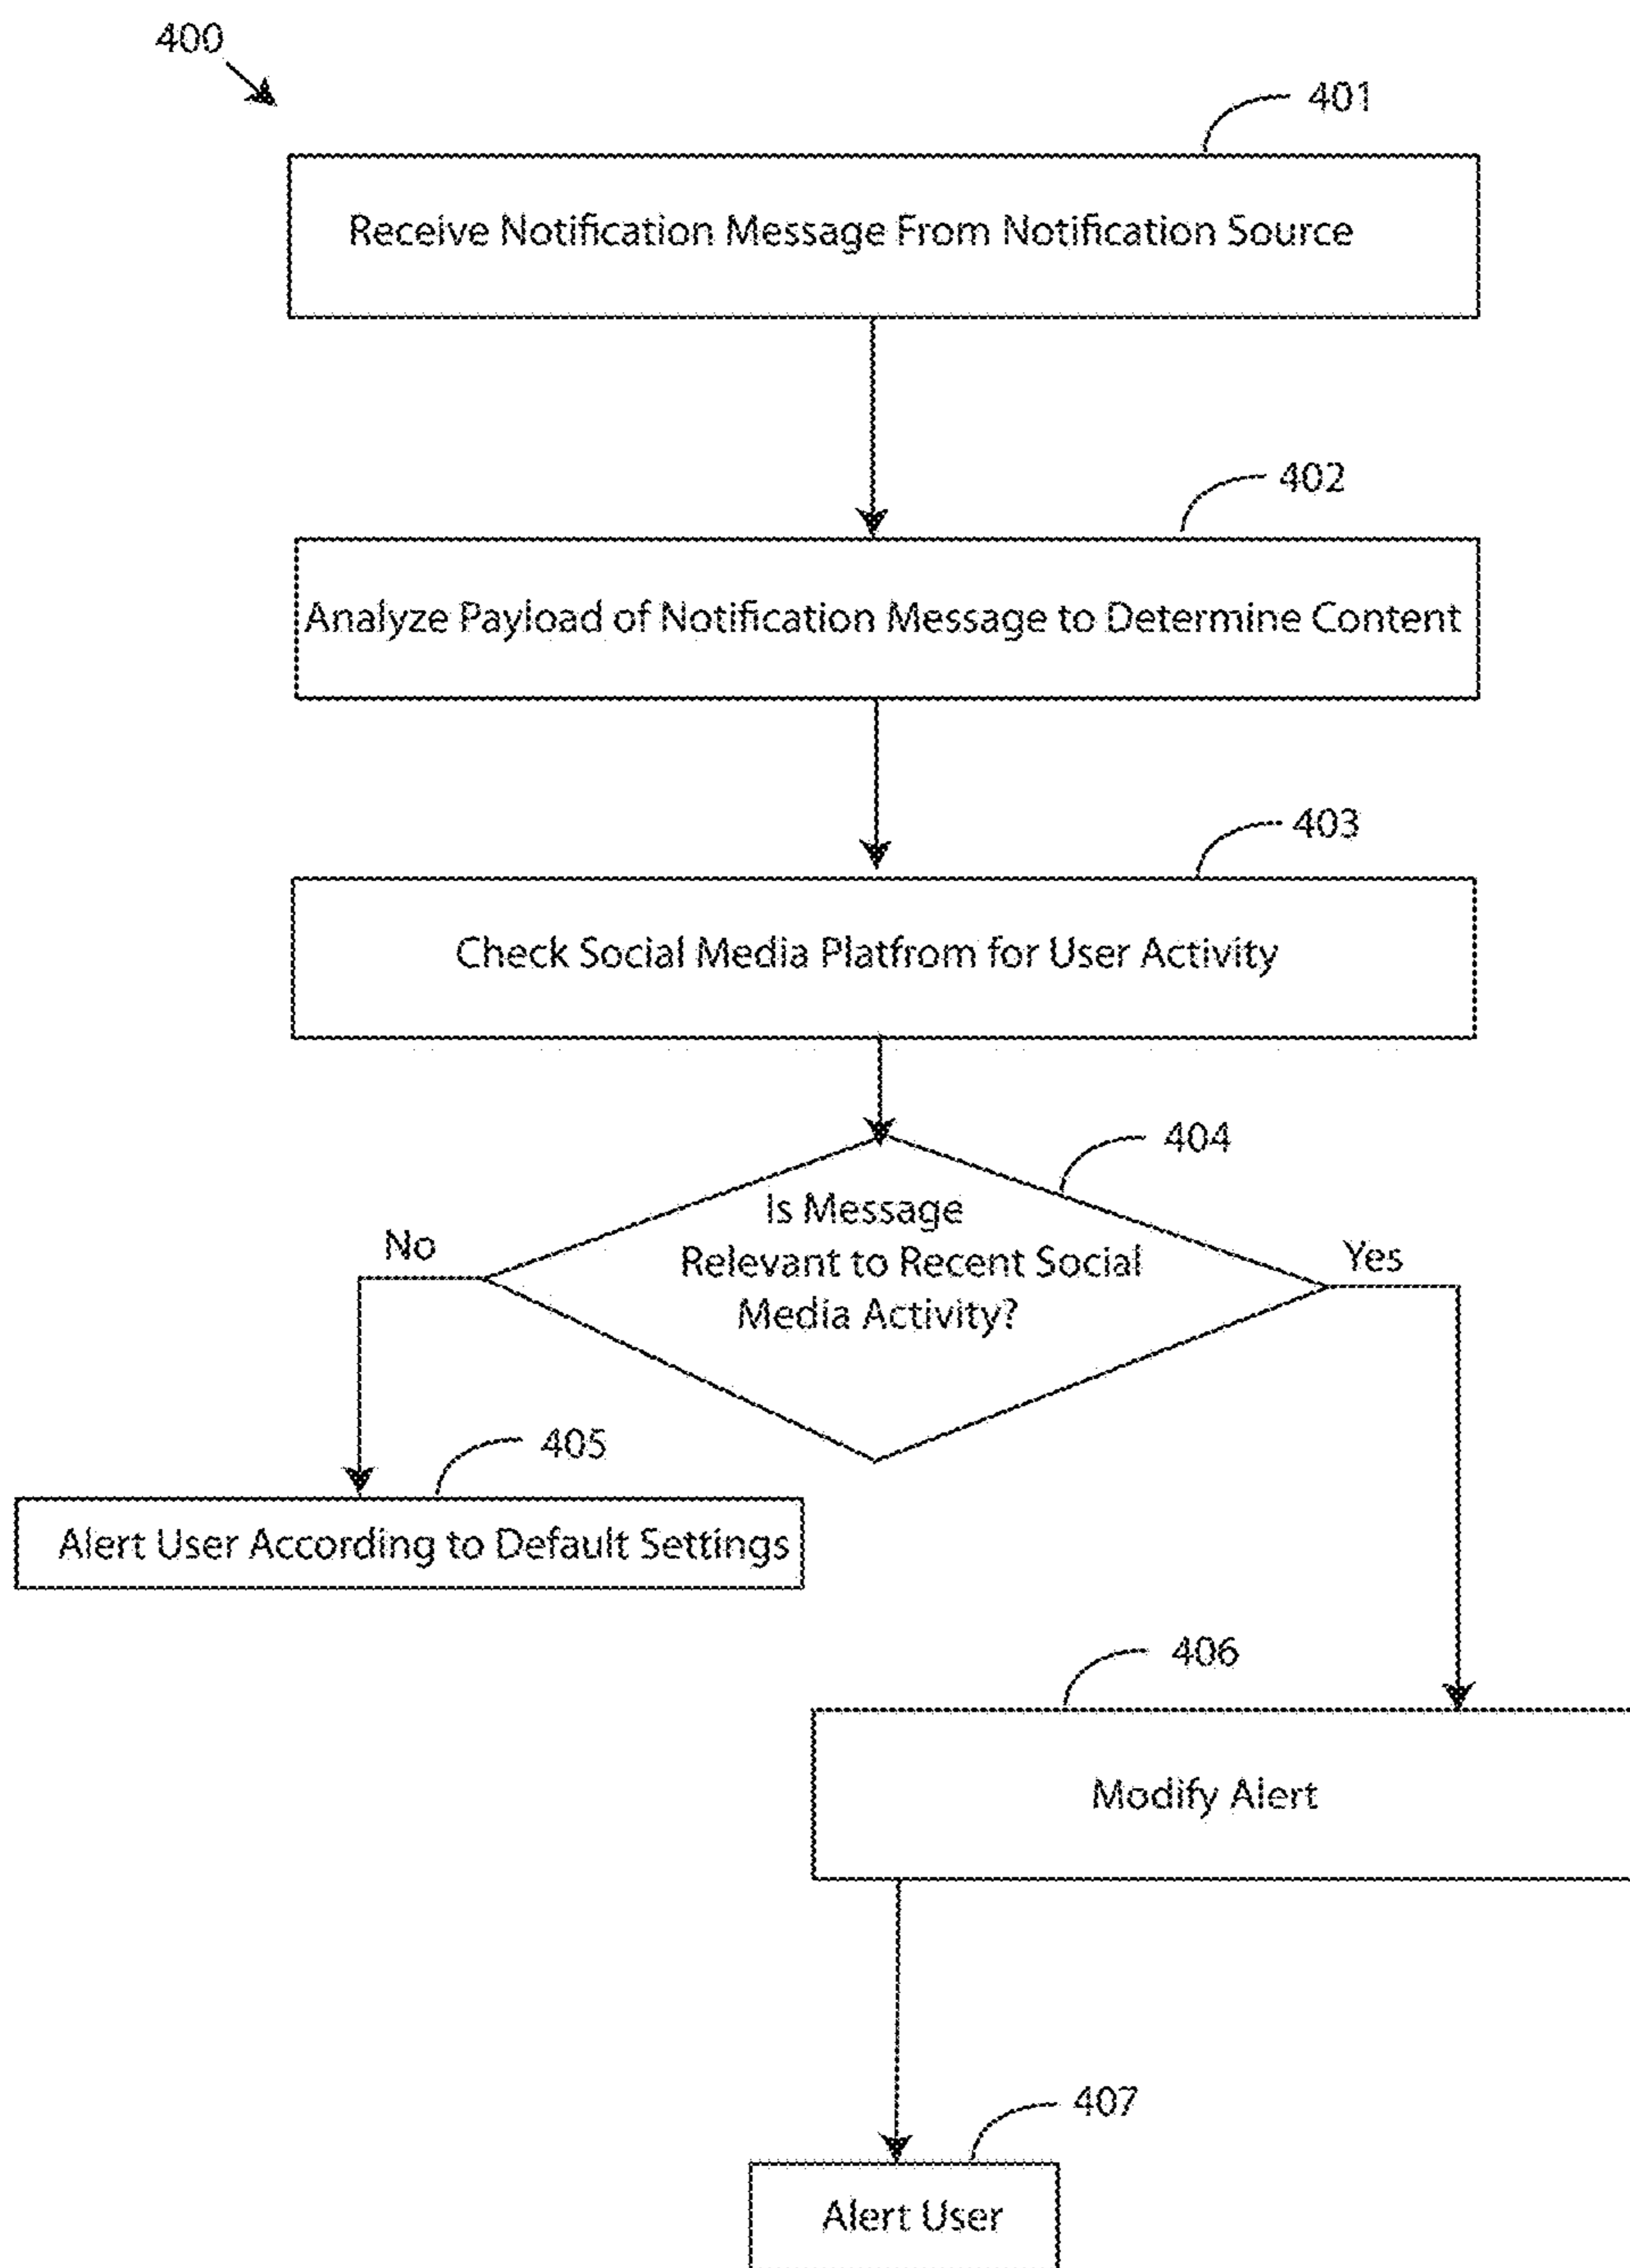 400
401
Receive Notification Message From Notification Source
402
Analyze Payload of Notification Message to Determine Content
403
Check Social Media Platfrom for User Activity
404
Is Message
Relevant to Recent Social
Media Activity?
No
Yes
405
Alert User According to Default Settings
406
Modify Alert
407
Alert User